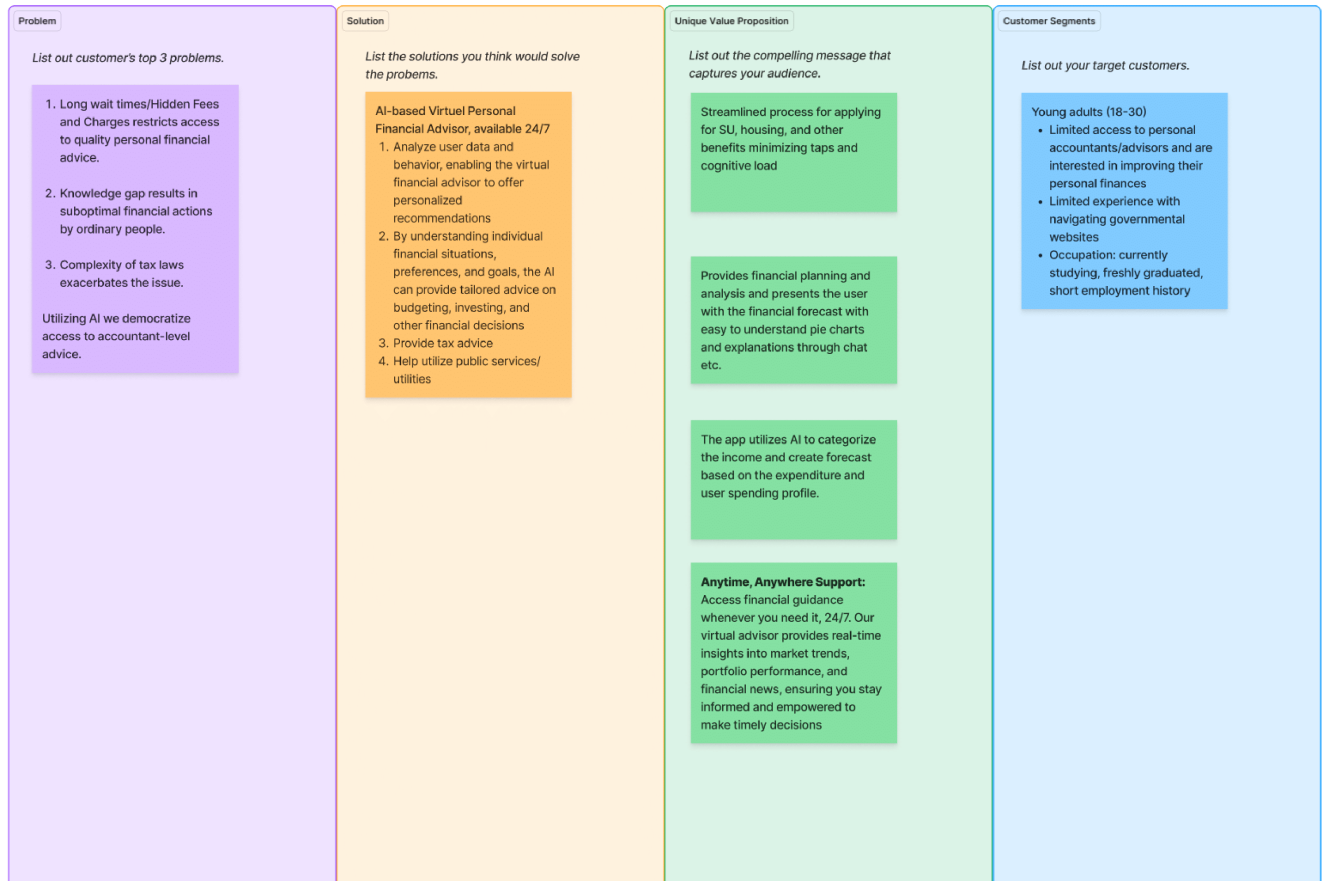 Problem
List out customer's top 3 problems.
1. Long wait times/Hidden Fees
and Charges restricts access
to quality personal financial
advice.
2. Knowledge gap results in
suboptimal financial actions
by ordinary people.
3. Complexity of tax laws
exacerbates the issue.
Utilizing AI we democratize
access to accountant-level
advice.
Solution
List the solutions you think would solve
the probems.
AI-based Virtuel Personal
Financial Advisor, available 24/7
1. Analyze user data and
behavior, enabling the virtual
financial advisor to offer
personalized
recommendations
2. By understanding individual
financial situations,
preferences, and goals, the AI
can provide tailored advice on
budgeting, investing, and
other financial decisions
3. Provide tax advice
4. Help utilize public services/
utilities
Unique Value Proposition
List out the compelling message that
captures your audience.
Streamlined process for applying
for SU, housing, and other
benefits minimizing taps and
cognitive load
Provides financial planning and
analysis and presents the user
with the financial forecast with
easy to understand pie charts
and explanations through chat
etc.
The app utilizes AI to categorize
the income and create forecast
based on the expenditure and
user spending profile.
Anytime, Anywhere Support:
Access financial guidance
whenever you need it, 24/7. Our
virtual advisor provides real-time
insights into market trends,
portfolio performance, and
financial news, ensuring you stay
informed and empowered to
make timely decisions
Customer Segments
List out your target customers.
Young adults (18-30)
• Limited access to personal
accountants/advisors and are
interested in improving their
personal finances
• Limited experience with
navigating governmental
websites
• Occupation: currently
studying, freshly graduated,
short employment history